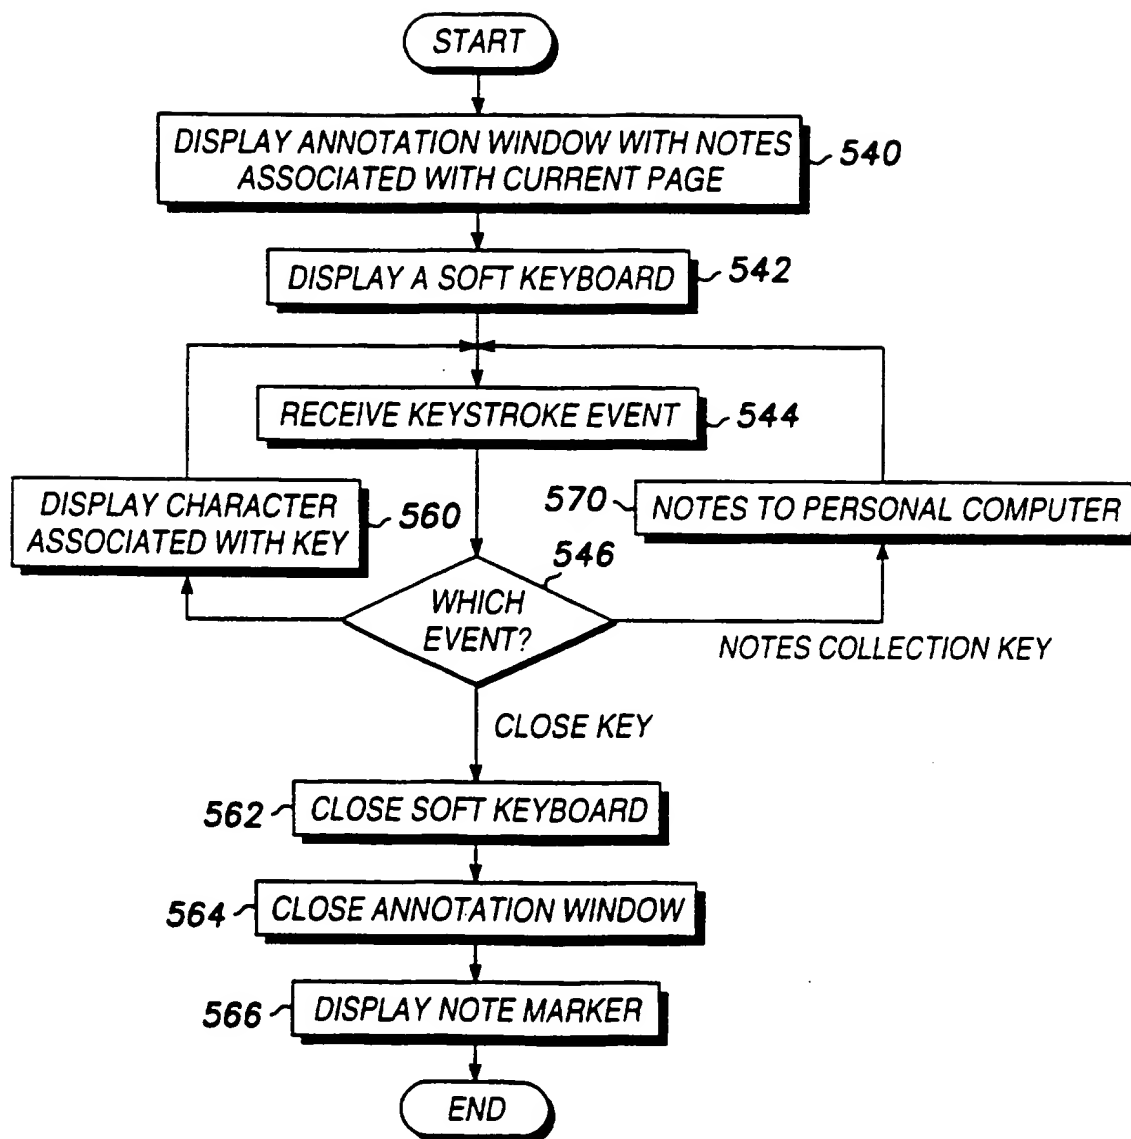 START
DISPLAY ANNOTATION WINDOW WITH NOTES
ASSOCIATED WITH CURRENT PAGE
540
DISPLAY A SOFT KEYBOARD
542
RECEIVE KEYSTROKE EVENT
544
DISPLAY CHARACTER
ASSOCIATED WITH KEY
560
570
NOTES TO PERSONAL COMPUTER
546
WHICH
EVENT?
NOTES COLLECTION KEY
CLOSE KEY
562
CLOSE SOFT KEYBOARD
564
CLOSE ANNOTATION WINDOW
566
DISPLAY NOTE MARKER
END